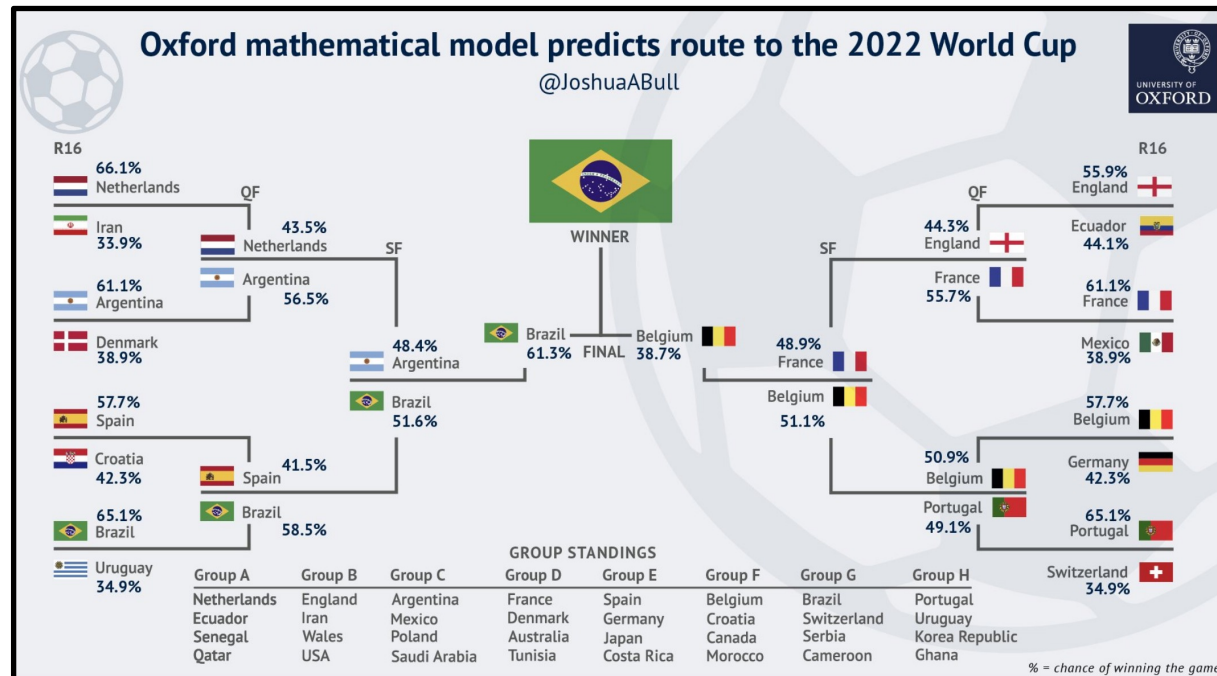 Oxford mathematical model predicts route to the 2022 World Cup
@JoshuaABull
UNIVERSITY OF
OXFORD
R16
66.1%
Netherlands
Iran
33.9%
61.1%
Argentina
Denmark
38.9%
57.7%
Spain
Croatia
42.3%
65.1%
Brazil
Uruguay
34.9%
QF
43.5%
Netherlands
Argentina
56.5%
41.5%
Spain
Brazil
58.5%
SF
48.4%
Argentina
Brazil
51.6%
WINNER
Brazil
61.3%
FINAL
Belgium
38.7%
SF
48.9%
France
Belgium
51.1%
QF
44.3%
England
France
55.7%
50.9%
Belgium
Portugal
49.1%
R16
55.9%
England
Ecuador
44.1%
61.1%
France
Mexico
38.9%
57.7%
Belgium
Germany
42.3%
65.1%
Portugal
Switzerland
34.9%
GROUP STANDINGS
Group A Group B Group C Group D Group E Group F Group G Group H
Netherlands England Argentina France Spain Belgium Brazil Portugal
Ecuador Iran Mexico Denmark Germany Croatia Switzerland Uruguay
Senegal Wales Poland Australia Japan Canada Serbia Korea Republic
Qatar USA Saudi Arabia Tunisia Costa Rica Morocco Cameroon Ghana
% = chance of winning the game